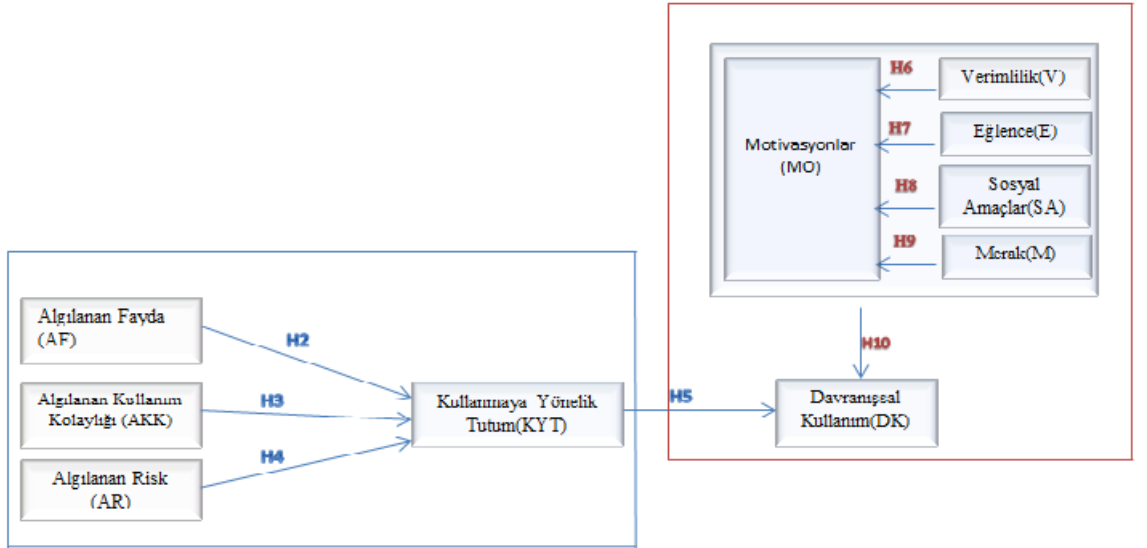 H6
Verimlilik(V)
H7
Eğlence(E)
Motivasyonlar
(MO)
H8
Sosyal
Amaçlar(SA)
H9
Merak(M)
H10
Algılanan Fayda
(AF)
H2
Algılanan Kullanım
Kolaylığı (AKK)
H3
Kullanmaya Yönelik
Tutum(KYT)
H5
Davranışsal
Kullanım(DK)
H4
Algılanan Risk
(AR)